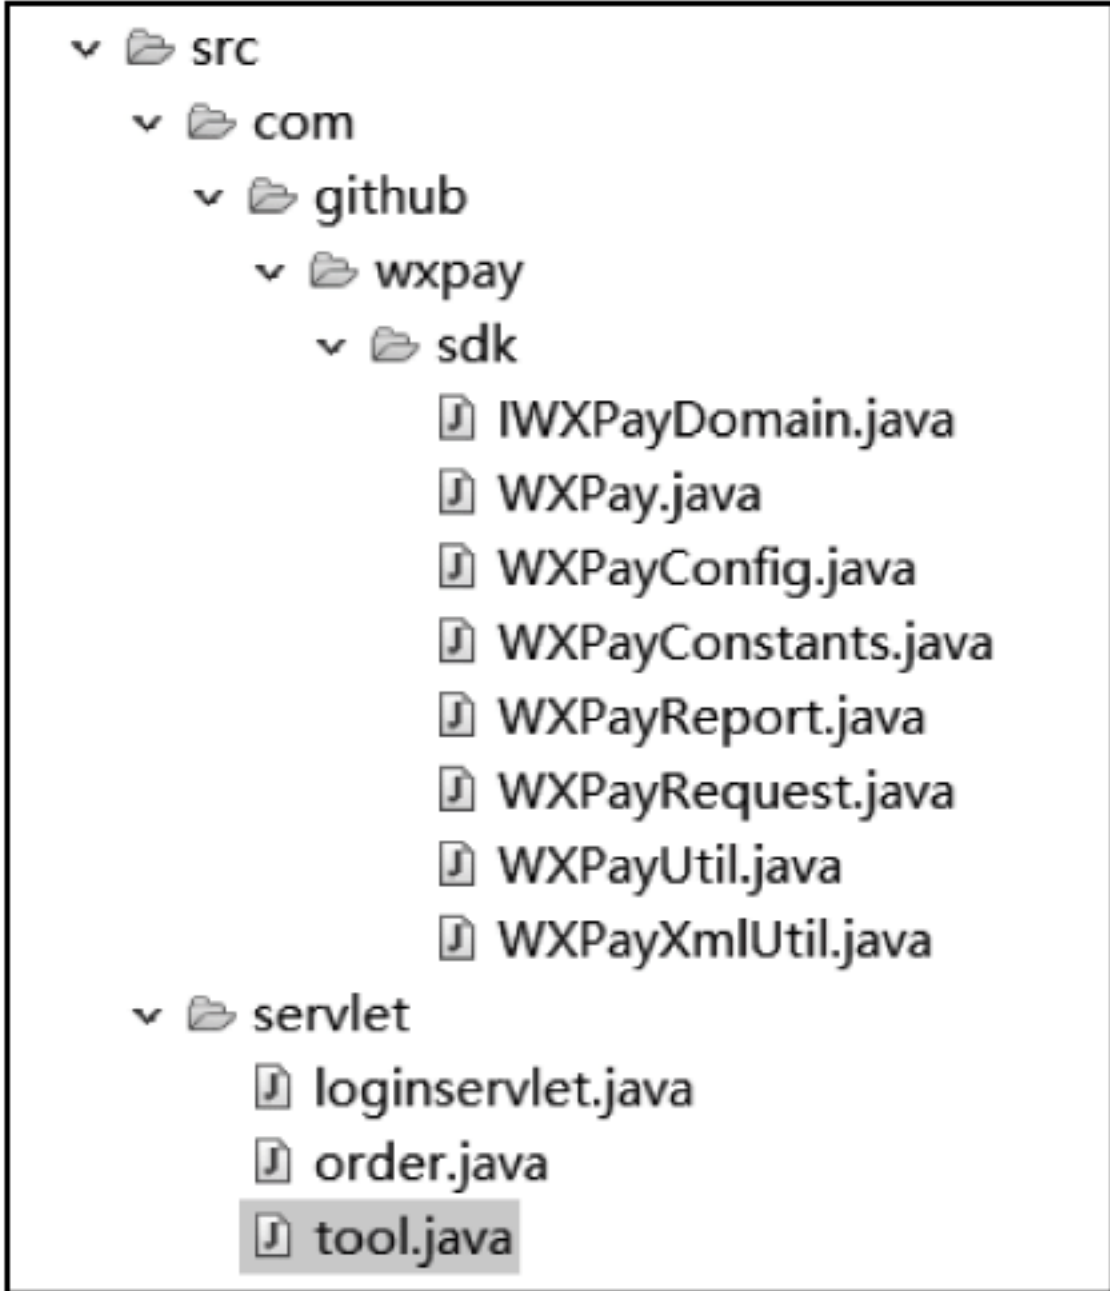 src
com
github
wxpay
sdk
IWXPayDomain.java
WXPay.java
WXPayConfig.java
WXPayConstants.java
WXPayReport.java
WXPayRequest.java
WXPayUtil.java
WXPayXmlUtil.java
servlet
loginservlet.java
order.java
tool.java